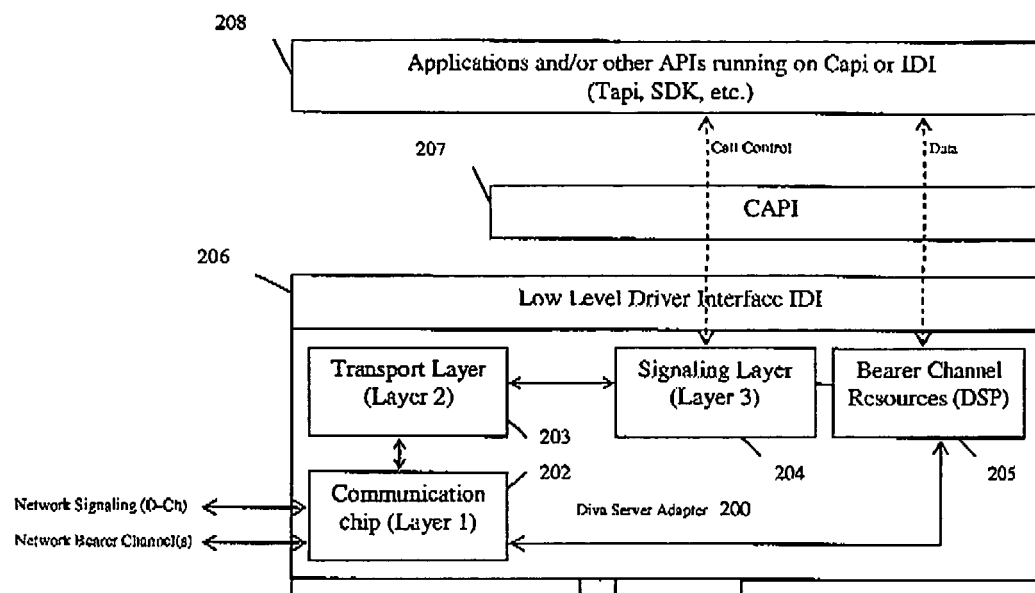 208
Applications and/or other APIs running on Capi or IDI
(Tapi, SDK, etc.)
Call Control
Data
207
CAPI
206
Low Level Driver Interface IDI
Transport Layer
(Layer 2)
203
Signaling Layer
(Layer 3)
204
Bearer Channel
Resources (DSP)
205
202
Communication
chip (Layer 1)
Network Signaling (D-Ch)
Network Bearer Channel(s)
Diva Server Adapter 200